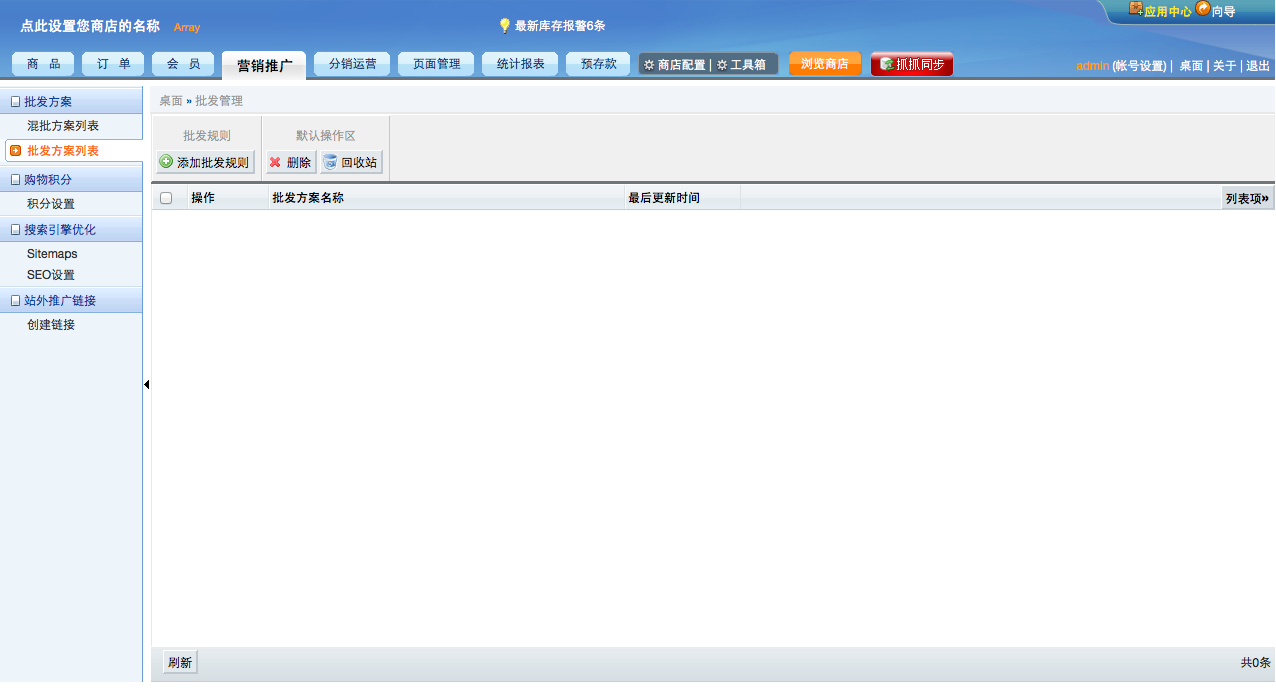 应用中心 向导
点此设置您商店的名称 Array 最新库存报警6条
商 品 订 单 会 员 营销推广 分销运营 页面管理 统计报表 预存款 商店配置 | 工具箱 浏览商店 抓抓同步 admin (帐号设置) | 桌面 | 关于 | 退出
批发方案
混批方案列表
批发方案列表
购物积分
积分设置
搜索引擎优化
Sitemaps
SEO设置
站外推广链接
创建链接
桌面 » 批发管理
批发规则 默认操作区
添加批发规则 删除 回收站
操作 批发方案名称 最后更新时间 列表项»
刷新 共0条